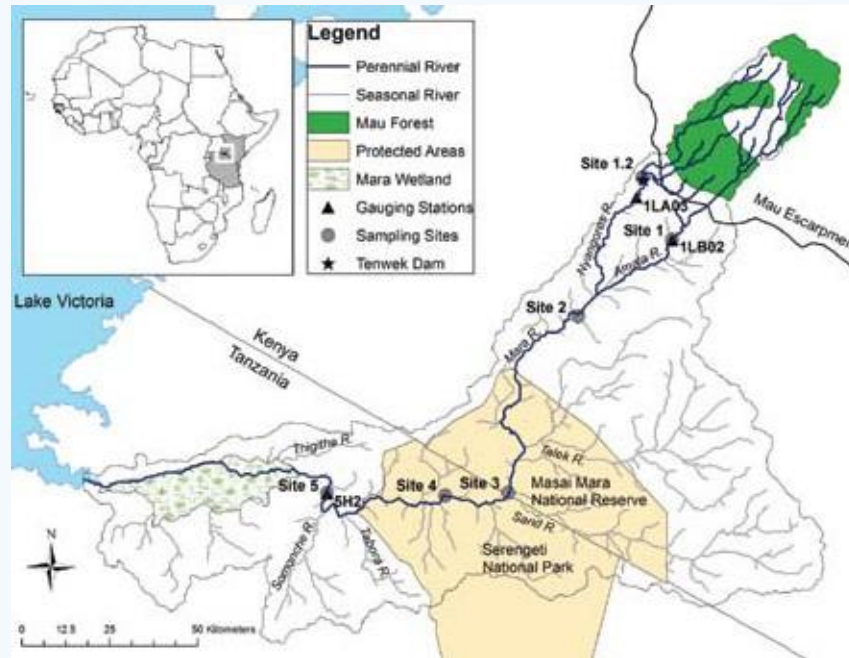 Legend
Perennial River
Seasonal River
Mau Forest
Protected Areas
Mara Wetland
Gauging Stations
Sampling Sites
Tenwek Dam
Site 1.2
1LA03
Site 1
1LB02
Mau Escarpment
Nyangores R.
Amala R.
Lake Victoria
Site 2
Kenya
Tanzania
Mara R.
Thigithe R.
Talek R.
Site 5
5H2
Site 4
Site 3
Masai Mara
National Reserve
Sand R.
Somonche R.
Tabora R.
Serengeti
National Park
N
0 12.5 25 50 Kilometers